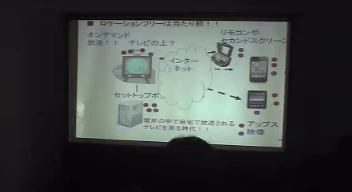 ■ ロケーションフリーは当たり前！！
オンデマンド
放送！！ テレビの上？
リモコンや
セカンドスクリーン
インター
ネット
セットトップボ
電車の中で自宅で放送される
テレビを見る時代！！
アップス
映像